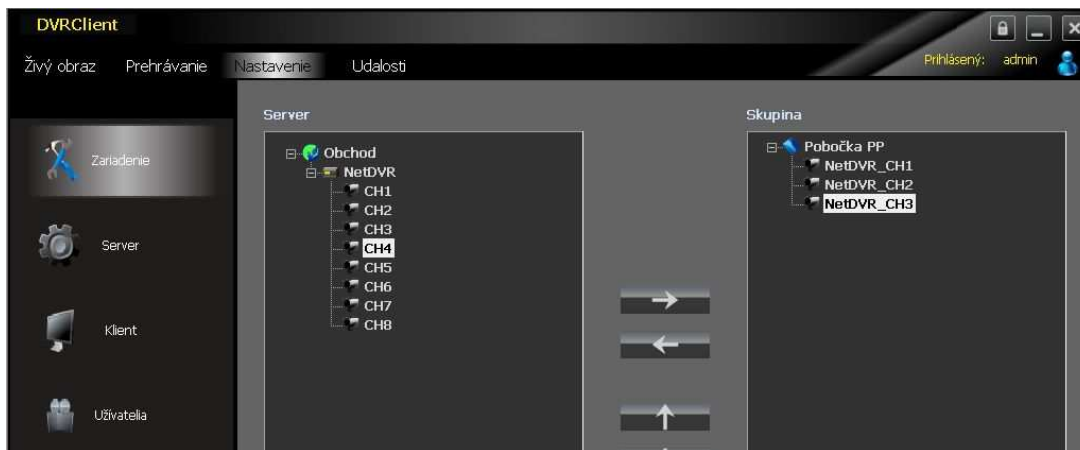 DVRClient
Živý obraz Prehrávanie Nastavenie Udalosti
Prihlásený: admin
Zariadenie
Server
Klient
Užívatelia
Server
Obchod
NetDVR
CH1
CH2
CH3
CH4
CH5
CH6
CH7
CH8
Skupina
Pobočka PP
NetDVR_CH1
NetDVR_CH2
NetDVR_CH3